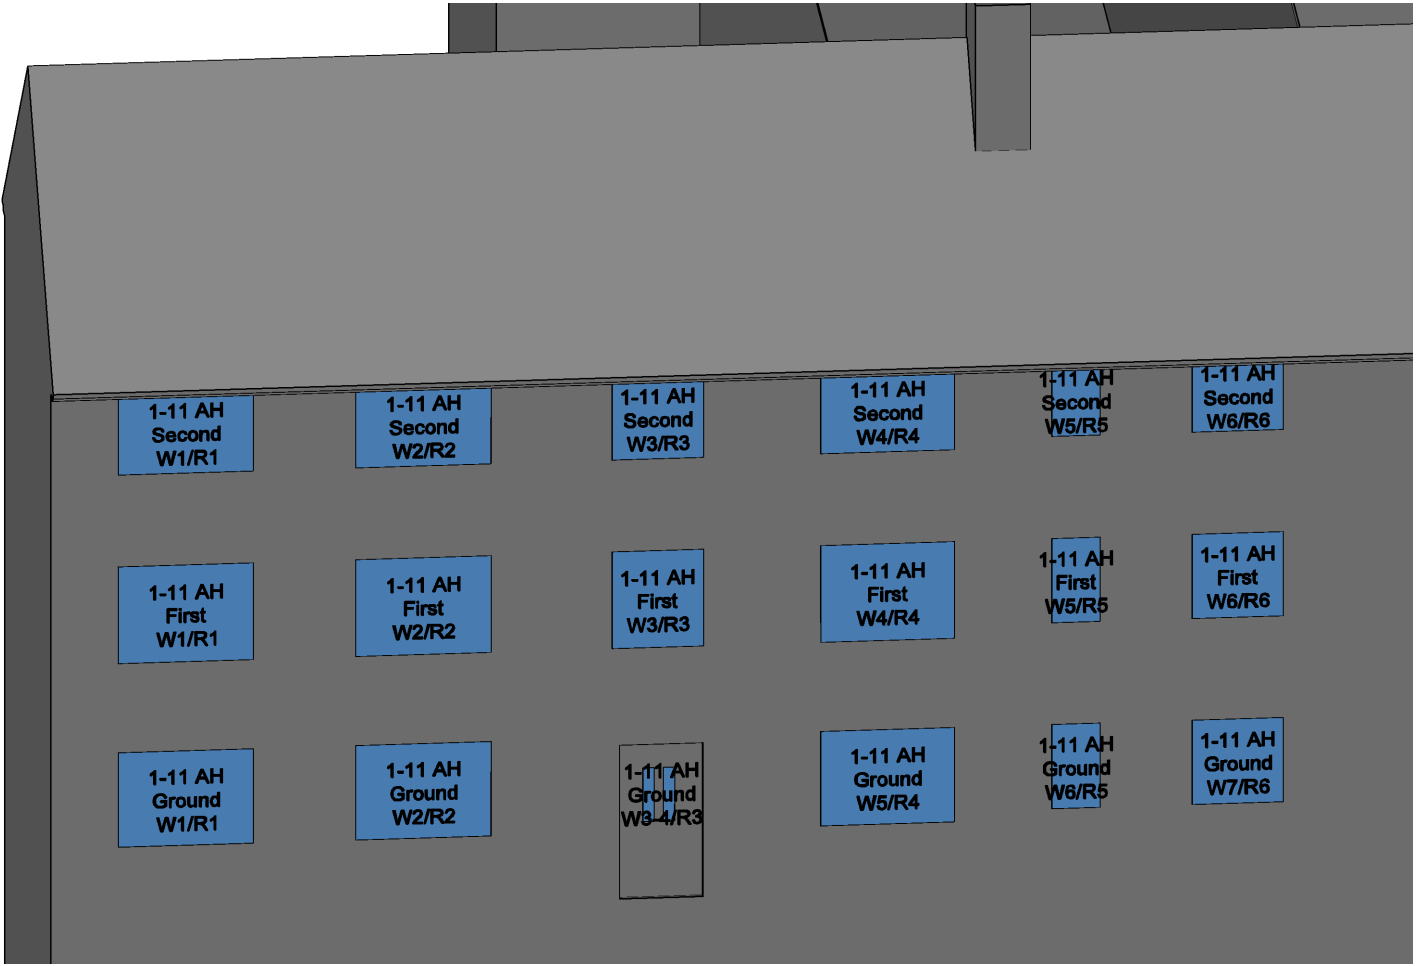 1-11 AH
Second
W1/R1
1-11 AH
Second
W2/R2
1-11 AH
Second
W3/R3
1-11 AH
Second
W4/R4
1-11 AH
Second
W5/R5
1-11 AH
Second
W6/R6
1-11 AH
First
W1/R1
1-11 AH
First
W2/R2
1-11 AH
First
W3/R3
1-11 AH
First
W4/R4
1-11 AH
First
W5/R5
1-11 AH
First
W6/R6
1-11 AH
Ground
W1/R1
1-11 AH
Ground
W2/R2
1-11 AH
Ground
W3-4/R3
1-11 AH
Ground
W5/R4
1-11 AH
Ground
W6/R5
1-11 AH
Ground
W7/R6